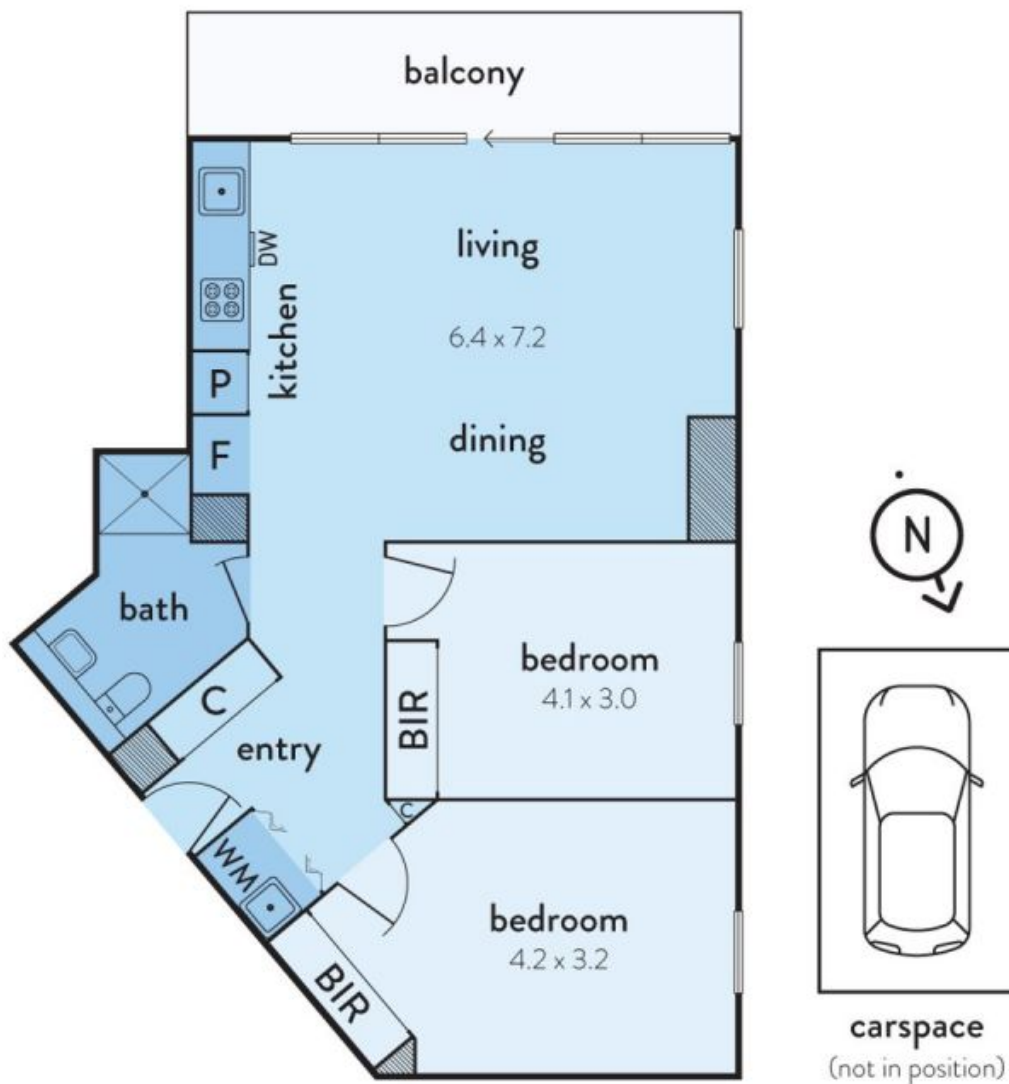 balcony
living
6.4 x 7.2
dining
kitchen
DW
P
F
bath
C
entry
BIR
bedroom
4.1 x 3.0
C
WM
bedroom
4.2 x 3.2
BIR
N
carspace
(not in position)